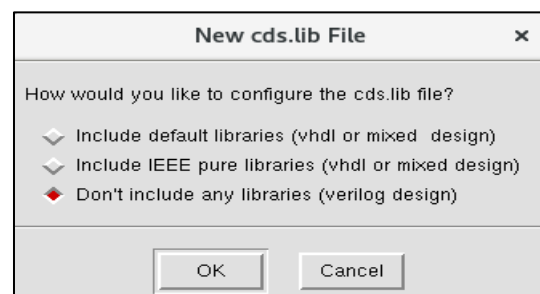 New cds.lib File ×
How would you like to configure the cds.lib file?
Include default libraries (vhdl or mixed design)
Include IEEE pure libraries (vhdl or mixed design)
Don't include any libraries (verilog design)
OK Cancel